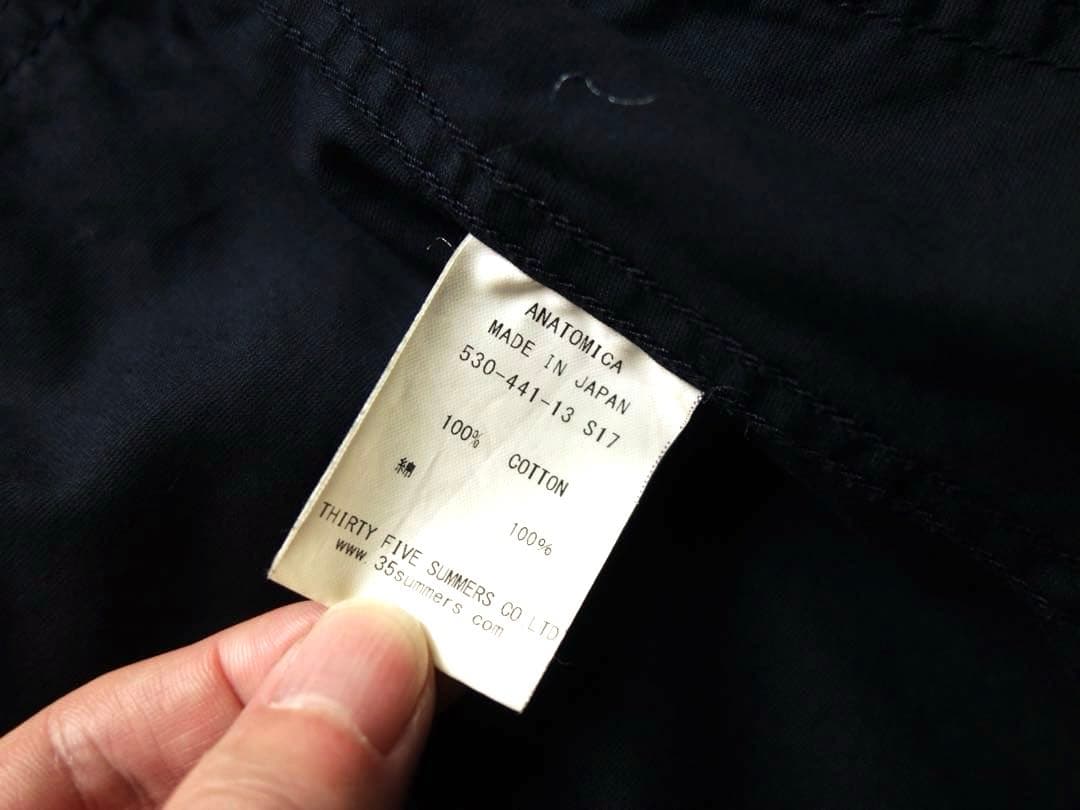 ANATOMICA
MADE IN JAPAN
530-441-13 S17
100% COTTON
綿 100%
THIRTY FIVE SUMMERS CO LTD
www.35summers com